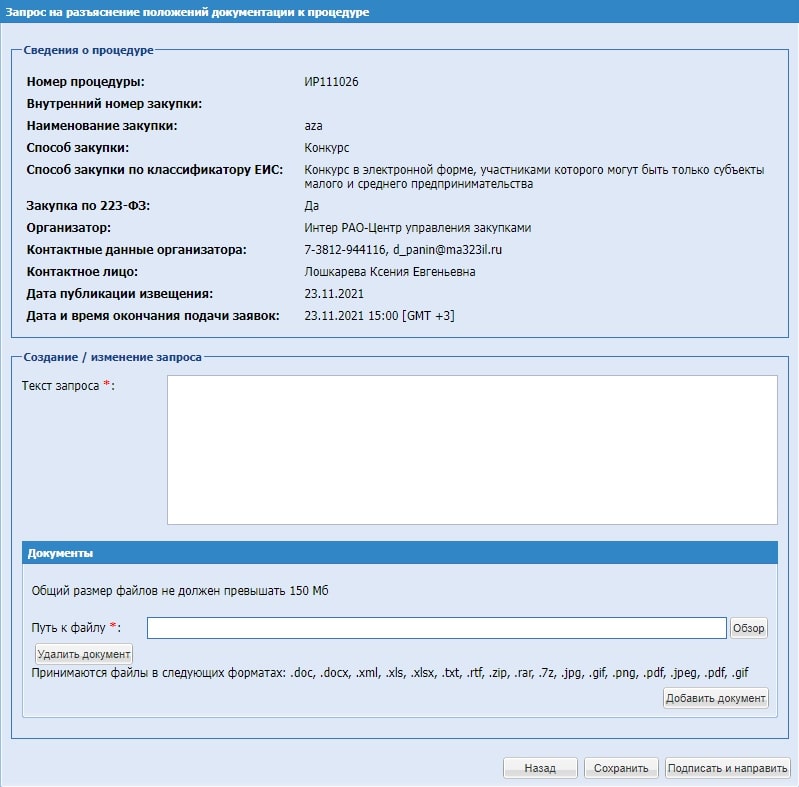 Запрос на разъяснение положений документации к процедуре
Сведения о процедуре
Номер процедуры: ИР111026
Внутренний номер закупки:
Наименование закупки: aza
Способ закупки: Конкурс
Способ закупки по классификатору ЕИС: Конкурс в электронной форме, участниками которого могут быть только субъекты
малого и среднего предпринимательства
Закупка по 223-ФЗ: Да
Организатор: Интер РАО-Центр управления закупками
Контактные данные организатора: 7-3812-944116, d_panin@ma323il.ru
Контактное лицо: Лошкарева Ксения Евгеньевна
Дата публикации извещения: 23.11.2021
Дата и время окончания подачи заявок: 23.11.2021 15:00 [GMT +3]
Создание / изменение запроса
Текст запроса *:
Документы
Общий размер файлов не должен превышать 150 Мб
Путь к файлу *: Обзор
Удалить документ
Принимаются файлы в следующих форматах: .doc, .docx, .xml, .xls, .xlsx, .txt, .rtf, .zip, .rar, .7z, .jpg, .gif, .png, .pdf, .jpeg, .pdf, .gif
Добавить документ
Назад Сохранить Подписать и направить